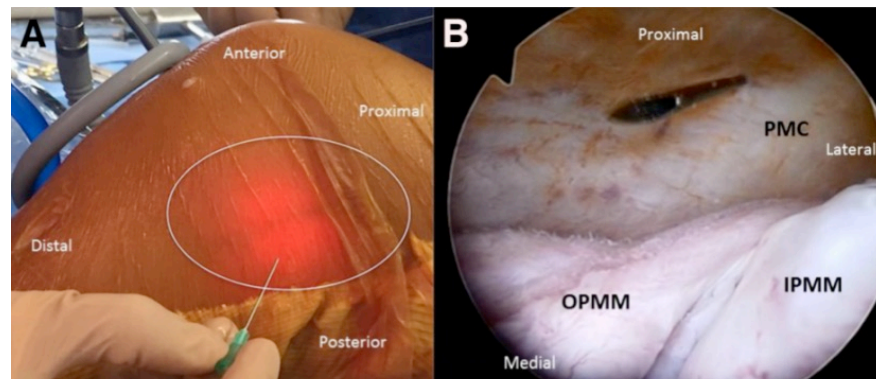 A
Anterior
Proximal
Distal
Posterior
B
Proximal
PMC
Lateral
OPMM
IPMM
Medial